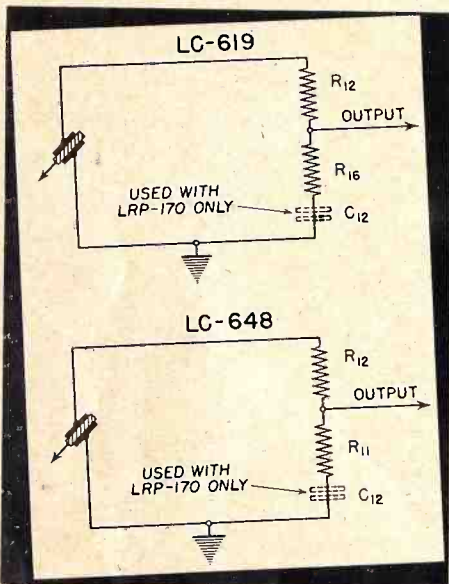 LC-619
R12
OUTPUT
R16
USED WITH
LRP-170 ONLY
C12
LC-648
R12
OUTPUT
R11
USED WITH
LRP-170 ONLY
C12